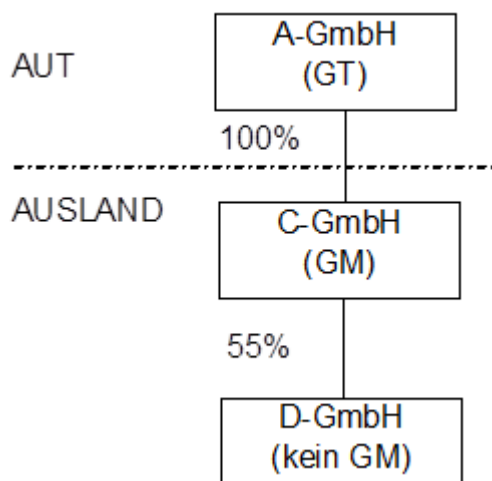 A-GmbH
(GT)
AUT
100%
AUSLAND
C-GmbH
(GM)
55%
D-GmbH
(kein GM)